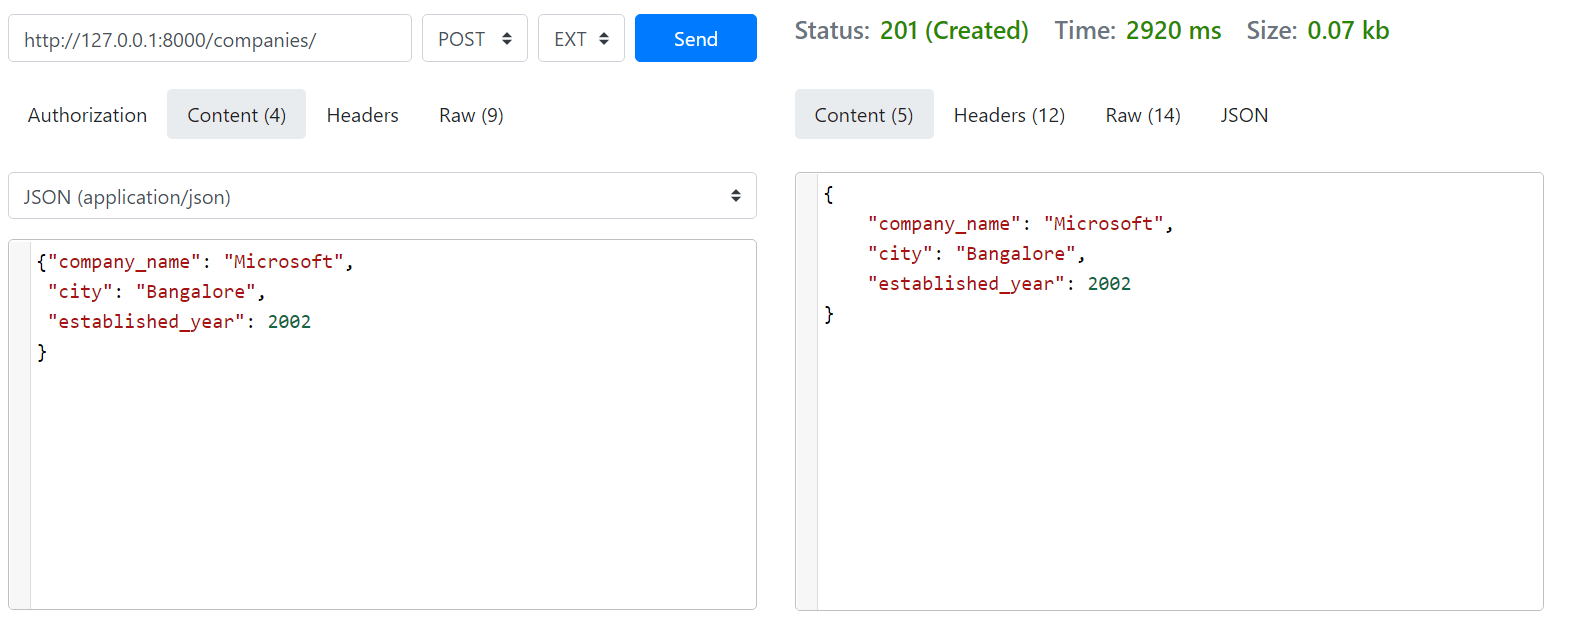 http://127.0.0.1:8000/companies/ POST EXT Send
Status: 201 (Created) Time: 2920 ms Size: 0.07 kb
Authorization Content (4) Headers Raw (9)
Content (5) Headers (12) Raw (14) JSON
JSON (application/json)
{"company_name": "Microsoft",
"city": "Bangalore",
"established_year": 2002
}
{
"company_name": "Microsoft",
"city": "Bangalore",
"established_year": 2002
}